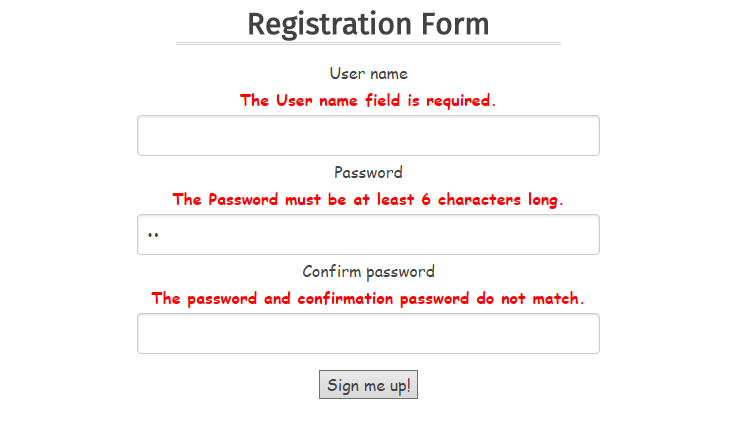 Registration Form
User name
The User name field is required.
Password
The Password must be at least 6 characters long.
••
Confirm password
The password and confirmation password do not match.
Sign me up!